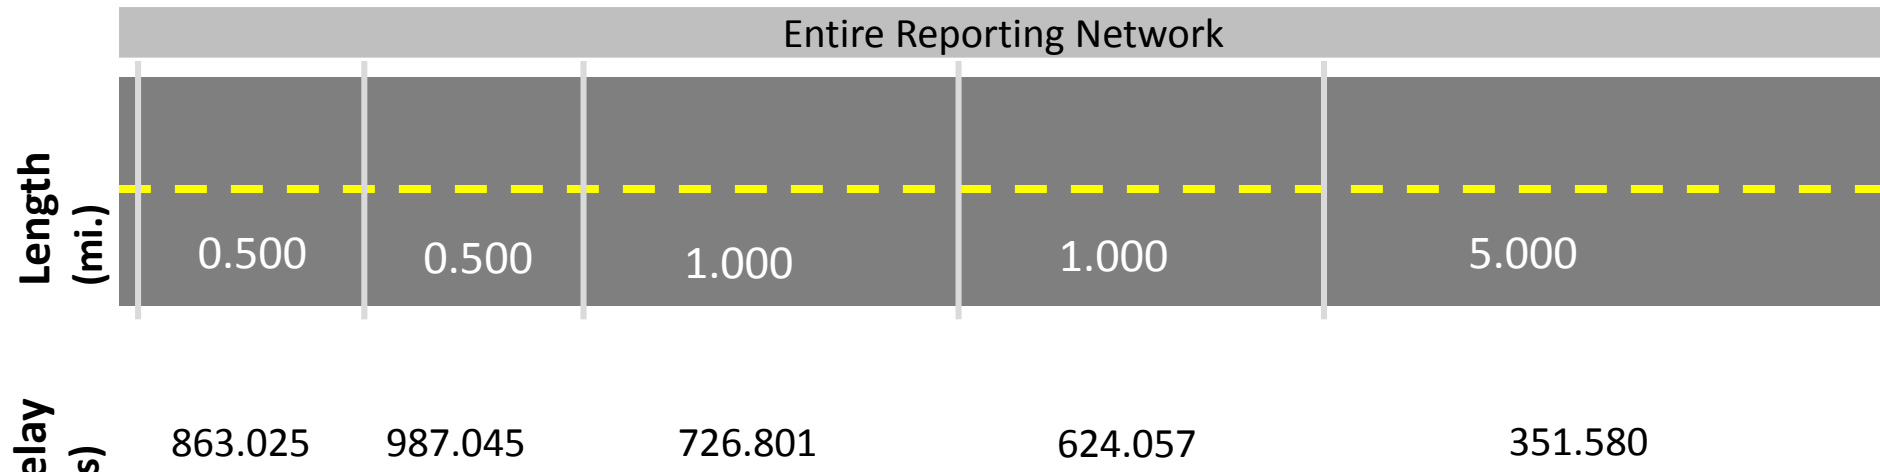 Entire Reporting Network
Length
(mi.)
0.500 0.500 1.000 1.000 5.000
863.025 987.045 726.801 624.057 351.580